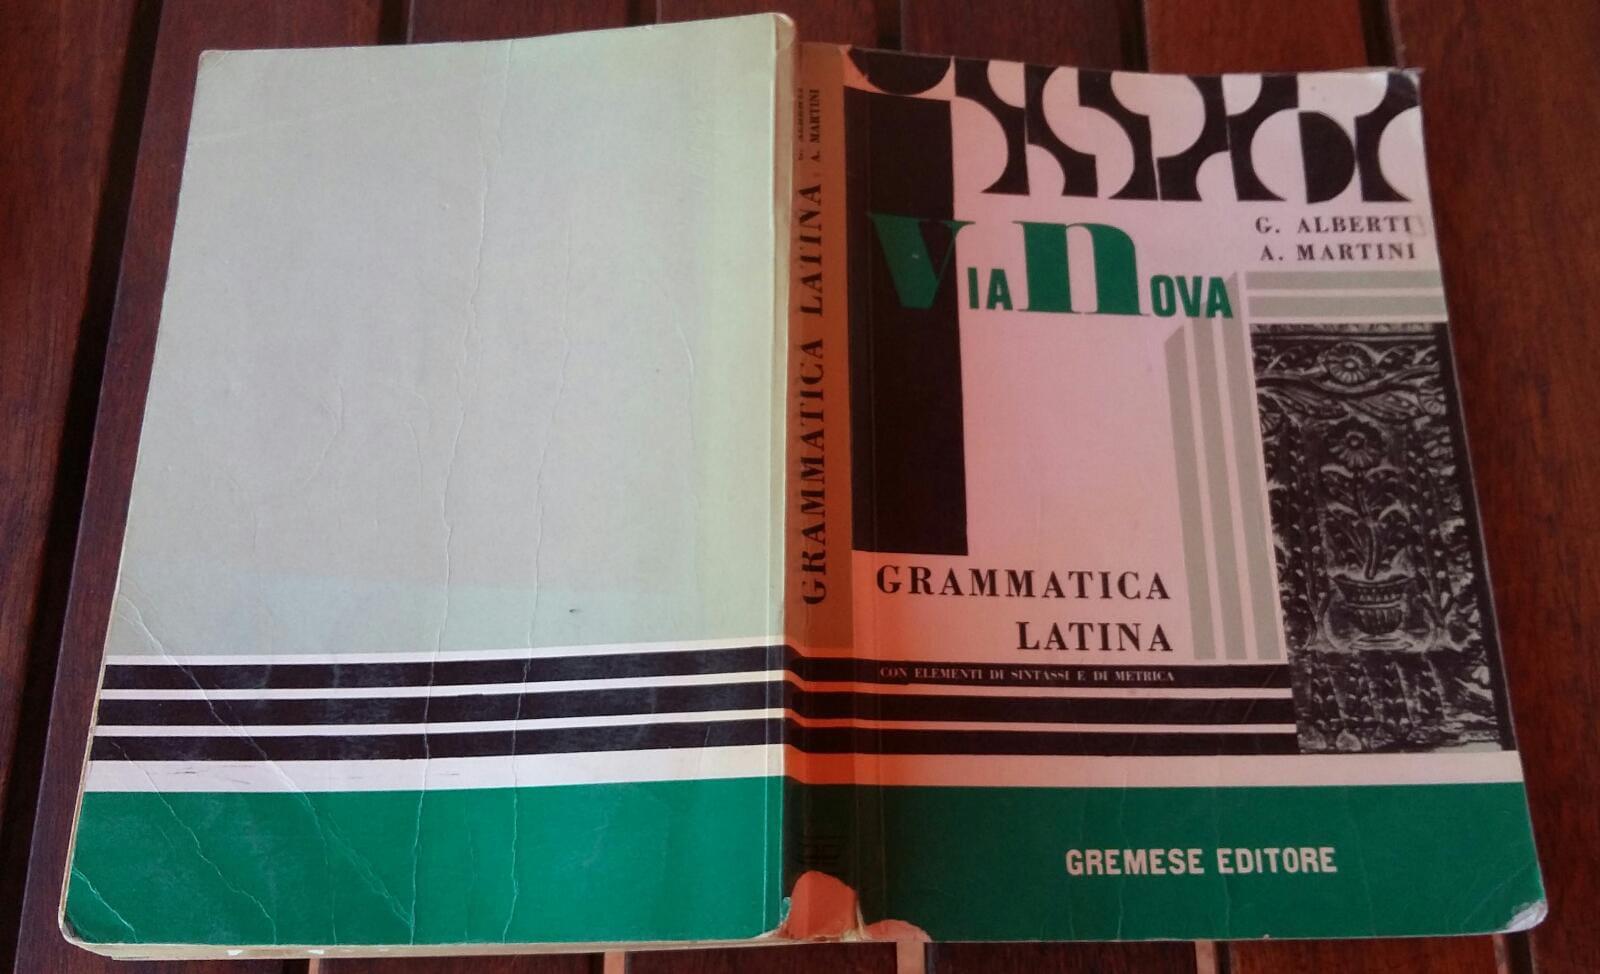 G. ALBERTI
A. MARTINI
GRAMMATICA LATINA
G. ALBERTI
A. MARTINI
VIA NOVA
GRAMMATICA
LATINA
CON ELEMENTI DI SINTASSI E DI METRICA
GREMESE EDITORE